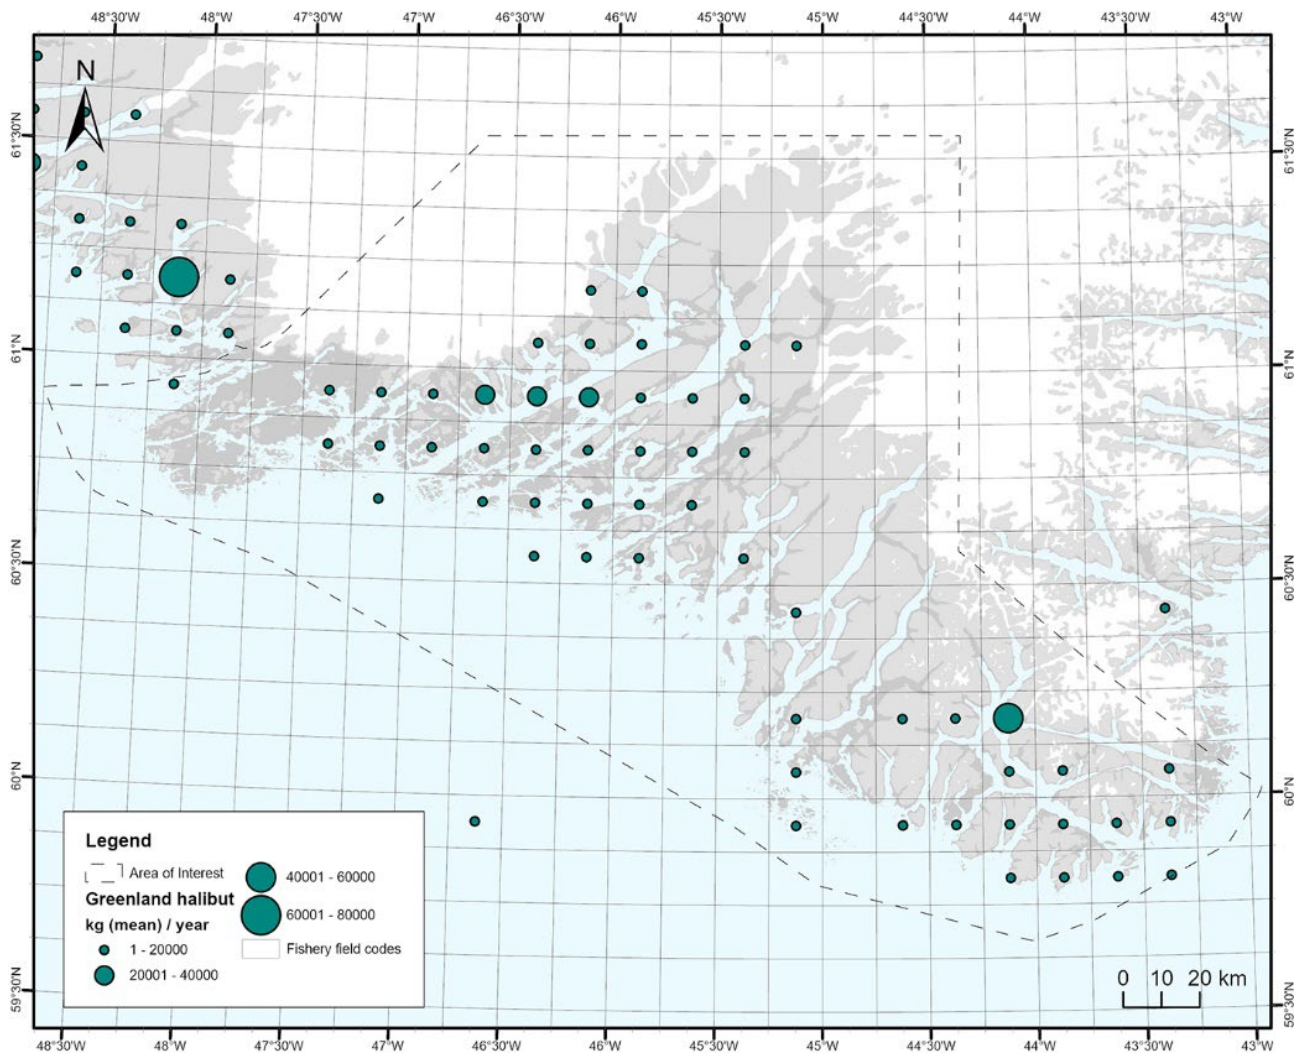 48°30'W 48°W 47°30'W 47°W 46°30'W 46°W 45°30'W 45°W 44°30'W 44°W 43°30'W 43°W
N
61°30'N 61°30'N
61°N 61°N
60°30'N 60°30'N
60°N 60°N
59°30'N 59°30'N
Legend
Area of Interest
Greenland halibut
kg (mean) / year
1 - 20000
20001 - 40000
40001 - 60000
60001 - 80000
Fishery field codes
0 10 20 km
48°30'W 48°W 47°30'W 47°W 46°30'W 46°W 45°30'W 45°W 44°30'W 44°W 43°30'W 43°W